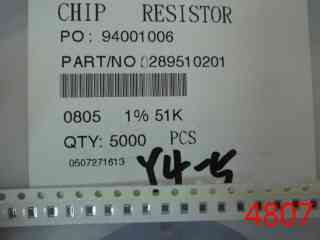 CHIP RESISTOR
PO: 94001006
PART/NO 0289510201
0805 1% 51K
QTY: 5000 PCS
0507271613
4807